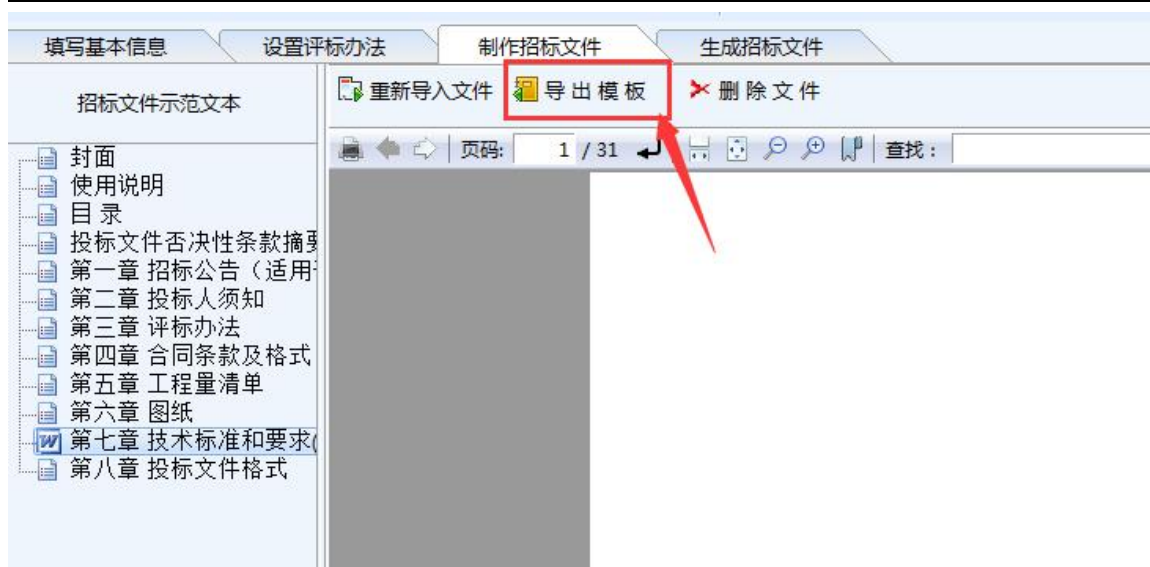 填写基本信息 设置评标办法 制作招标文件 生成招标文件
招标文件示范文本
重新导入文件 导出模板 删除文件
页码: 1 / 31 查找：
封面
使用说明
目录
投标文件否决性条款摘要
第一章 招标公告（适用
第二章 投标人须知
第三章 评标办法
第四章 合同条款及格式
第五章 工程量清单
第六章 图纸
第七章 技术标准和要求(
第八章 投标文件格式